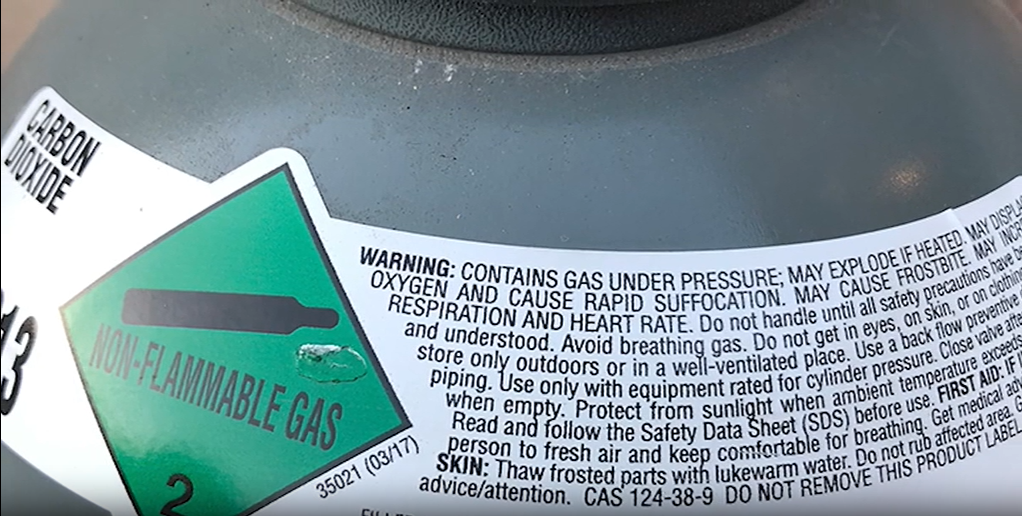 CARBON
DIOXIDE
13
NON-FLAMMABLE GAS
2
35021 (03/17)
WARNING: CONTAINS GAS UNDER PRESSURE; MAY EXPLODE IF HEATED. MAY
OXYGEN AND CAUSE RAPID SUFFOCATION. MAY CAUSE FROSTBITE. MAY
RESPIRATION AND HEART RATE. Do not handle until all safety precautions have
and understood. Avoid breathing gas. Do not get in eyes, on skin, or on clothing
store only outdoors or in a well-ventilated place. Use a back flow preventive
piping. Use only with equipment rated for cylinder pressure. Close valve after
when empty. Protect from sunlight when ambient temperature exceeds
Read and follow the Safety Data Sheet (SDS) before use. FIRST AID: IF
person to fresh air and keep comfortable for breathing. Get medical
SKIN: Thaw frosted parts with lukewarm water. Do not rub affected area.
advice/attention. CAS 124-38-9 DO NOT REMOVE THIS PRODUCT LABEL